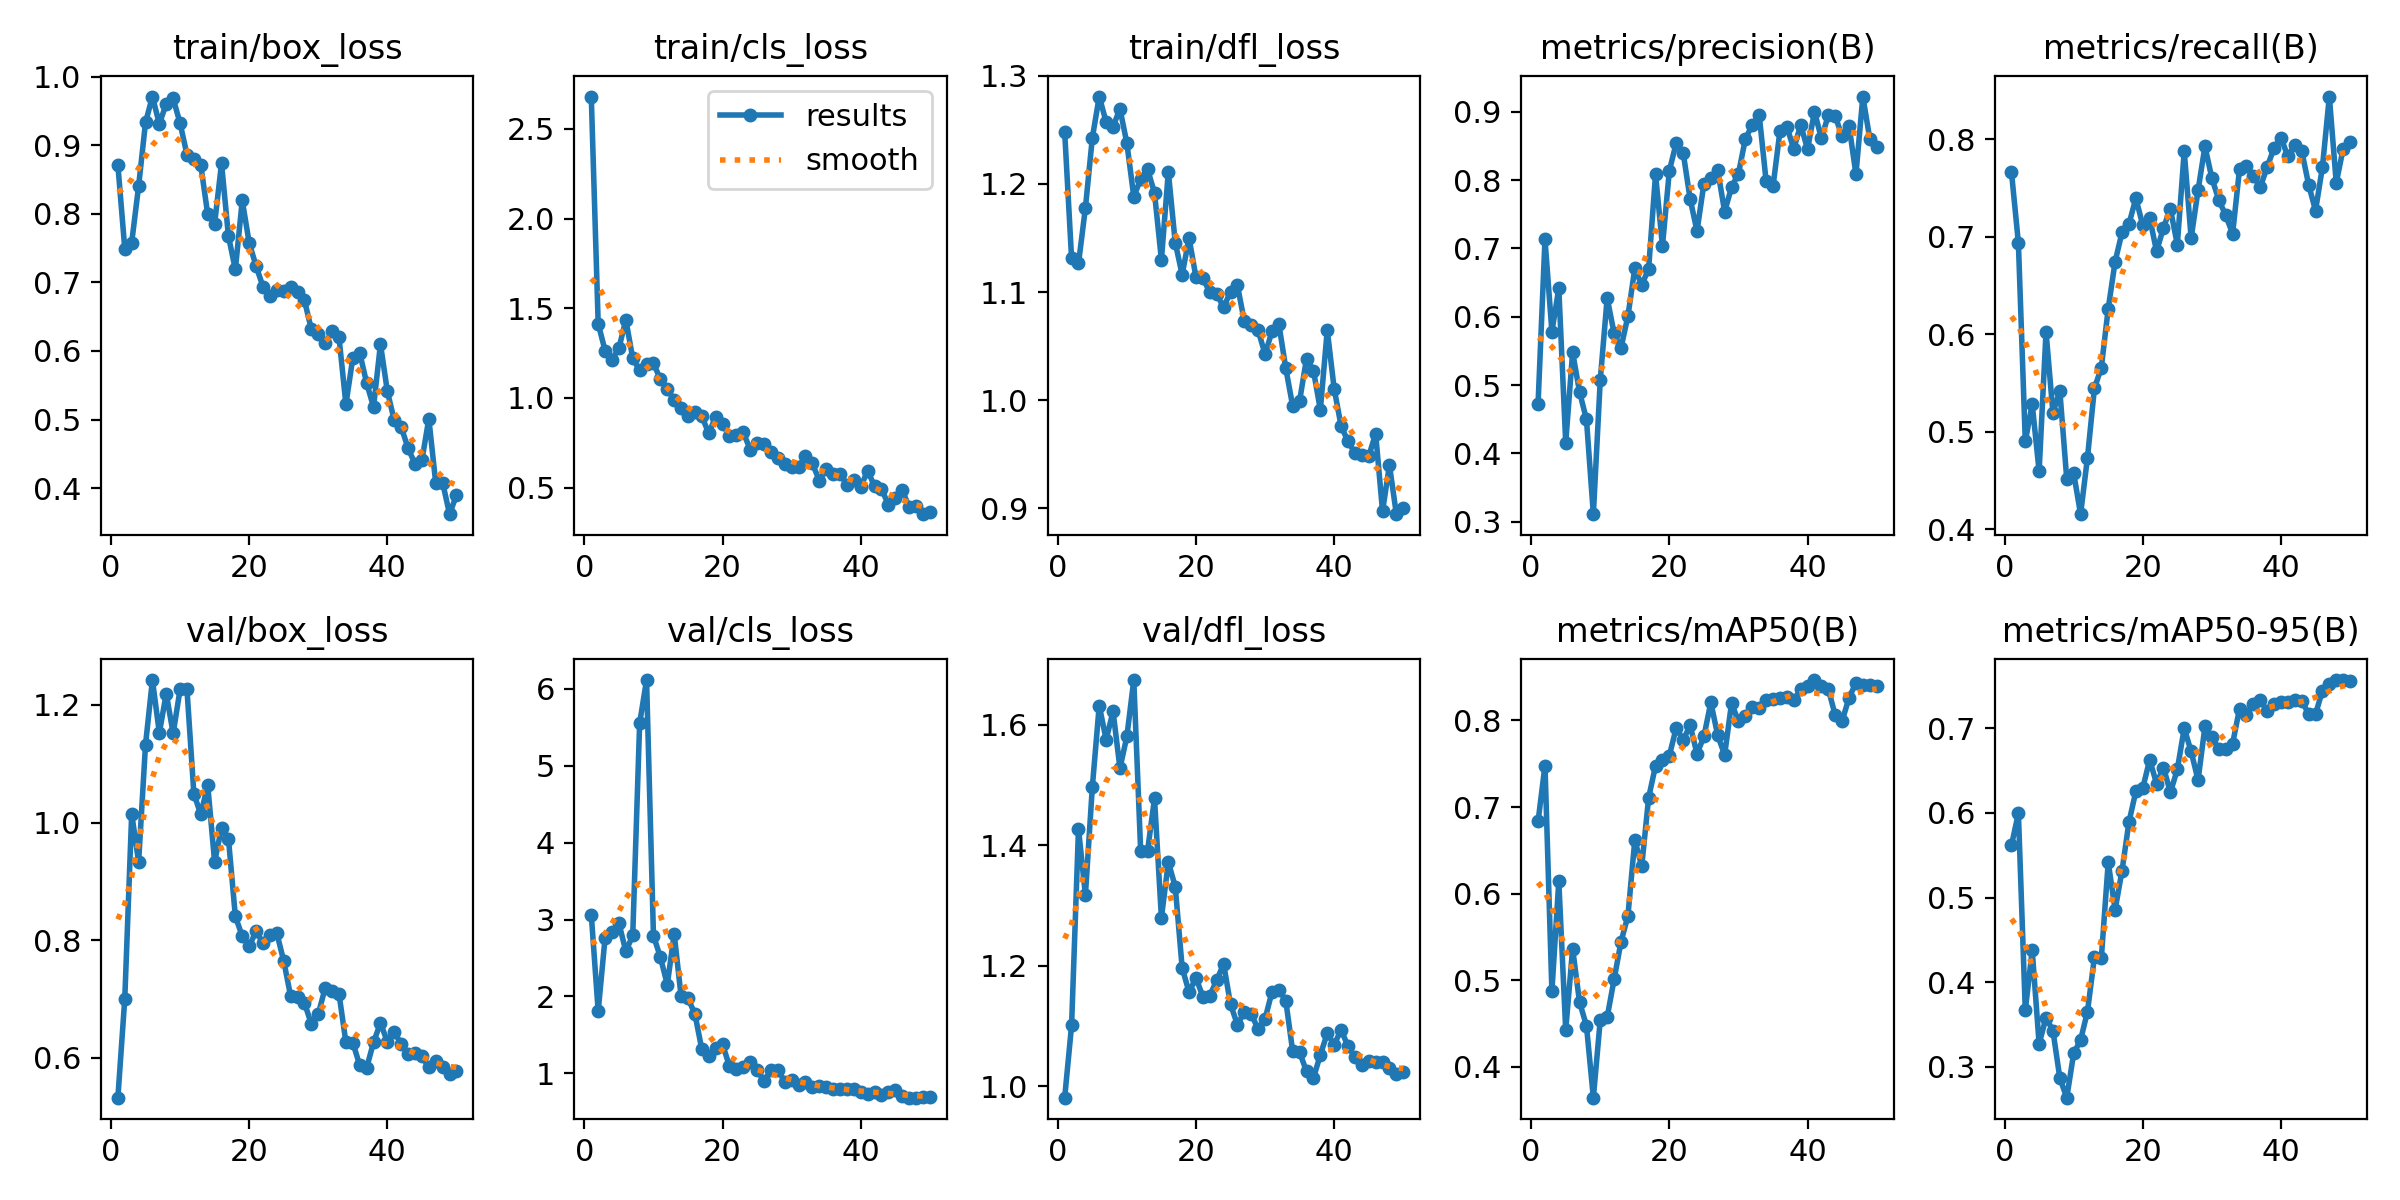 train/box_loss
1.0
0.9
0.8
0.7
0.6
0.5
0.4
0 20 40
train/cls_loss
results
smooth
2.5
2.0
1.5
1.0
0.5
0 20 40
train/dfl_loss
1.3
1.2
1.1
1.0
0.9
0 20 40
metrics/precision(B)
0.9
0.8
0.7
0.6
0.5
0.4
0.3
0 20 40
metrics/recall(B)
0.8
0.7
0.6
0.5
0.4
0 20 40
val/box_loss
1.2
1.0
0.8
0.6
0 20 40
val/cls_loss
6
5
4
3
2
1
0 20 40
val/dfl_loss
1.6
1.4
1.2
1.0
0 20 40
metrics/mAP50(B)
0.8
0.7
0.6
0.5
0.4
0 20 40
metrics/mAP50-95(B)
0.7
0.6
0.5
0.4
0.3
0 20 40